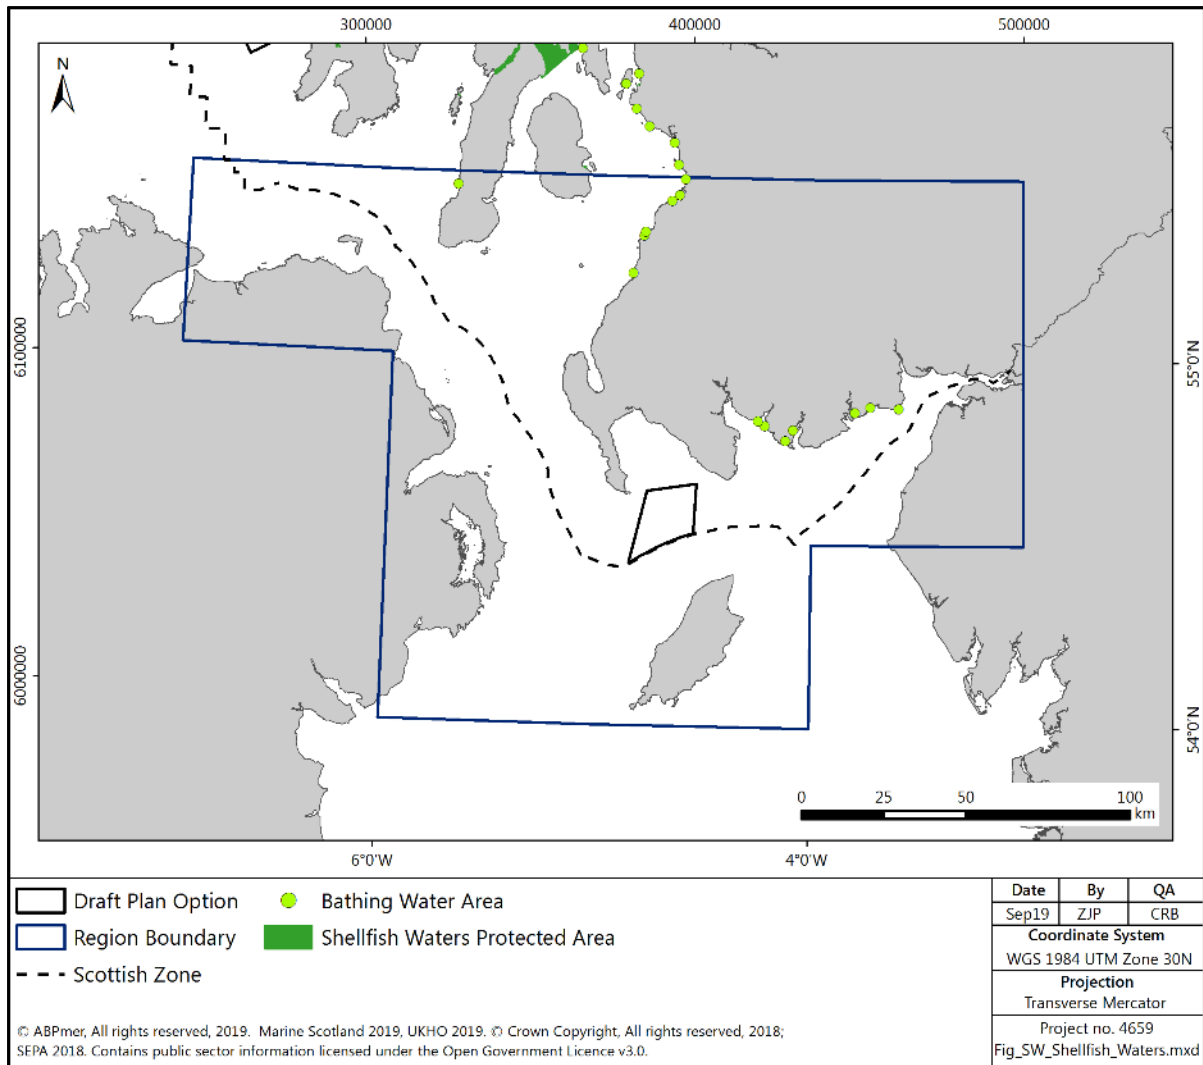 300000 400000 500000
N
6100000
6000000
55°0'N
54°0'N
0 25 50 100
km
6°0'W 4°0'W
Draft Plan Option
Bathing Water Area
Region Boundary
Shellfish Waters Protected Area
Scottish Zone
Date By QA
Sep19 ZJP CRB
Coordinate System
WGS 1984 UTM Zone 30N
Projection
Transverse Mercator
Project no. 4659
Fig_SW_Shellfish_Waters.mxd
© ABPmer, All rights reserved, 2019. Marine Scotland 2019, UKHO 2019. © Crown Copyright, All rights reserved, 2018;
SEPA 2018. Contains public sector information licensed under the Open Government Licence v3.0.